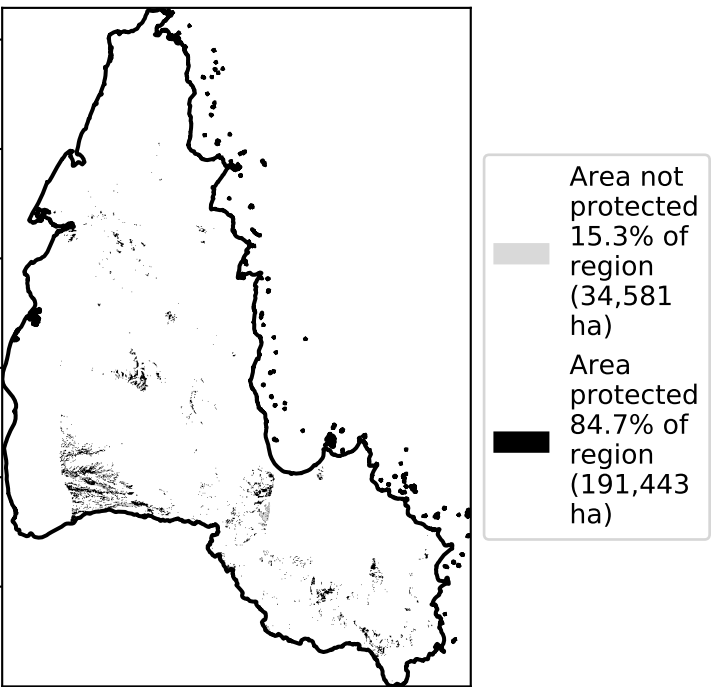 Area not
protected
15.3% of
region
(34,581
ha)
Area
protected
84.7% of
region
(191,443
ha)